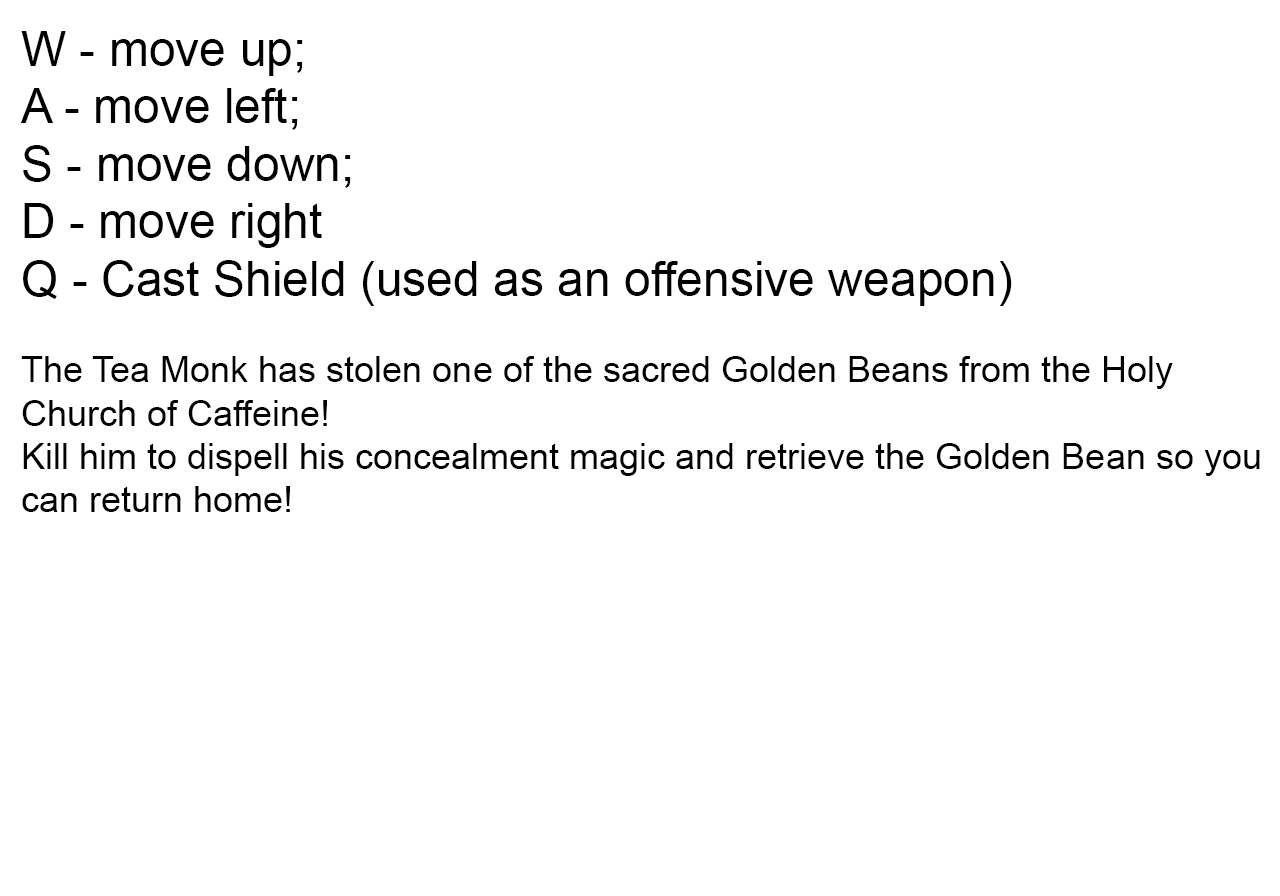 W - move up;
A - move left;
S - move down;
D - move right
Q - Cast Shield (used as an offensive weapon)
The Tea Monk has stolen one of the sacred Golden Beans from the Holy
Church of Caffeine!
Kill him to dispell his concealment magic and retrieve the Golden Bean so you
can return home!